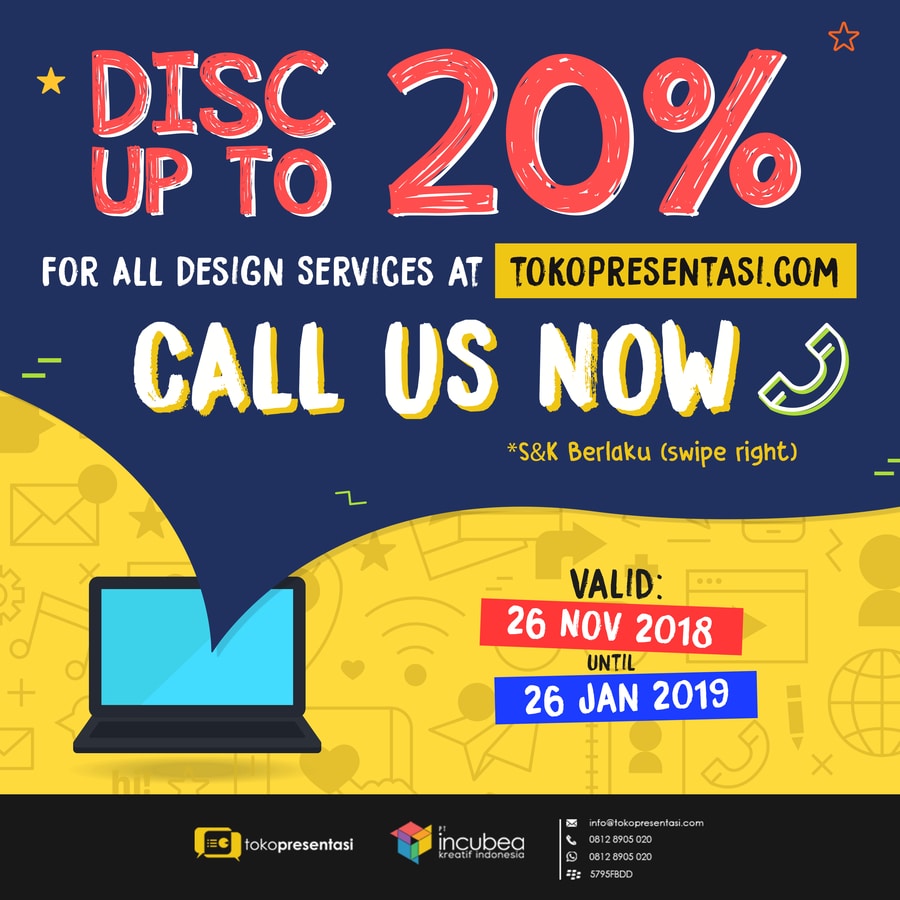 DISC
UP TO
20%
FOR ALL DESIGN SERVICES AT TOKOPRESENTASI.COM
CALL US NOW
*S&K Berlaku (swipe right)
VALID:
26 NOV 2018
UNTIL
26 JAN 2019
hi!
tokopresentasi
PT
incubea
kreatif indonesia
info@tokopresentasi.com
0812 8905 020
0812 8905 020
5795FBDD